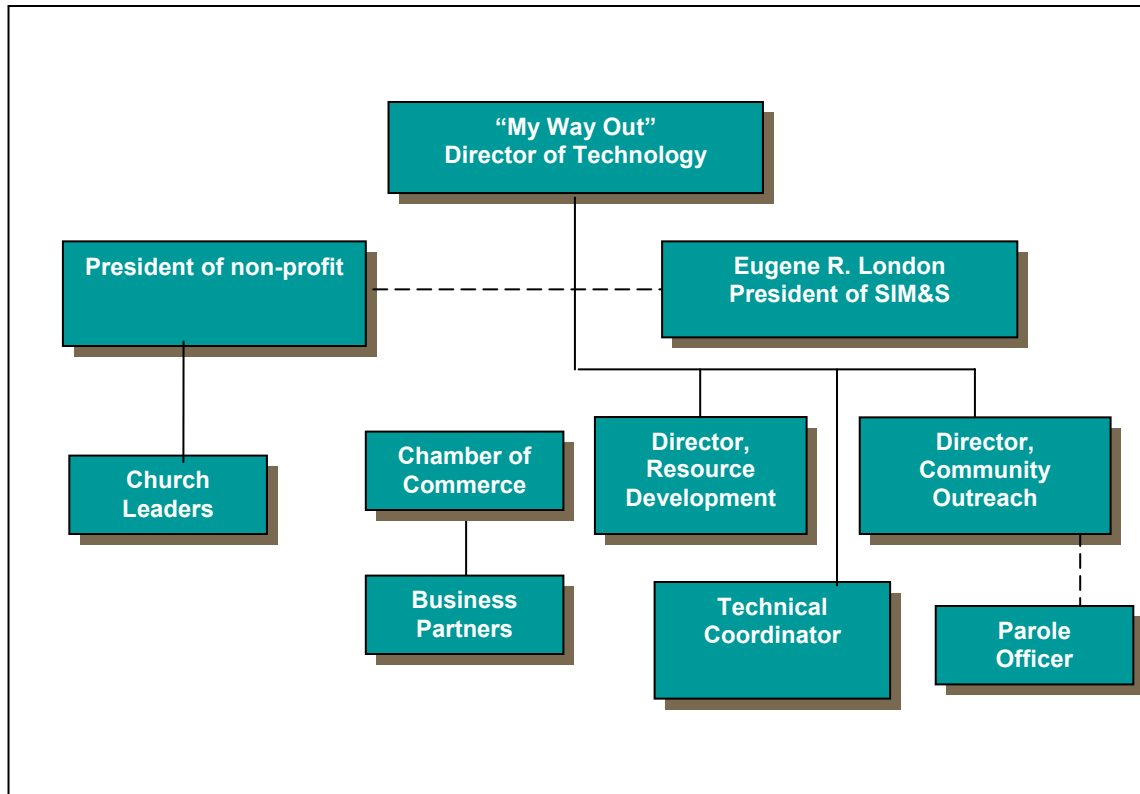 “My Way Out”
Director of Technology
President of non-profit
Eugene R. London
President of SIM&S
Church
Leaders
Chamber of
Commerce
Director,
Resource
Development
Director,
Community
Outreach
Business
Partners
Technical
Coordinator
Parole
Officer